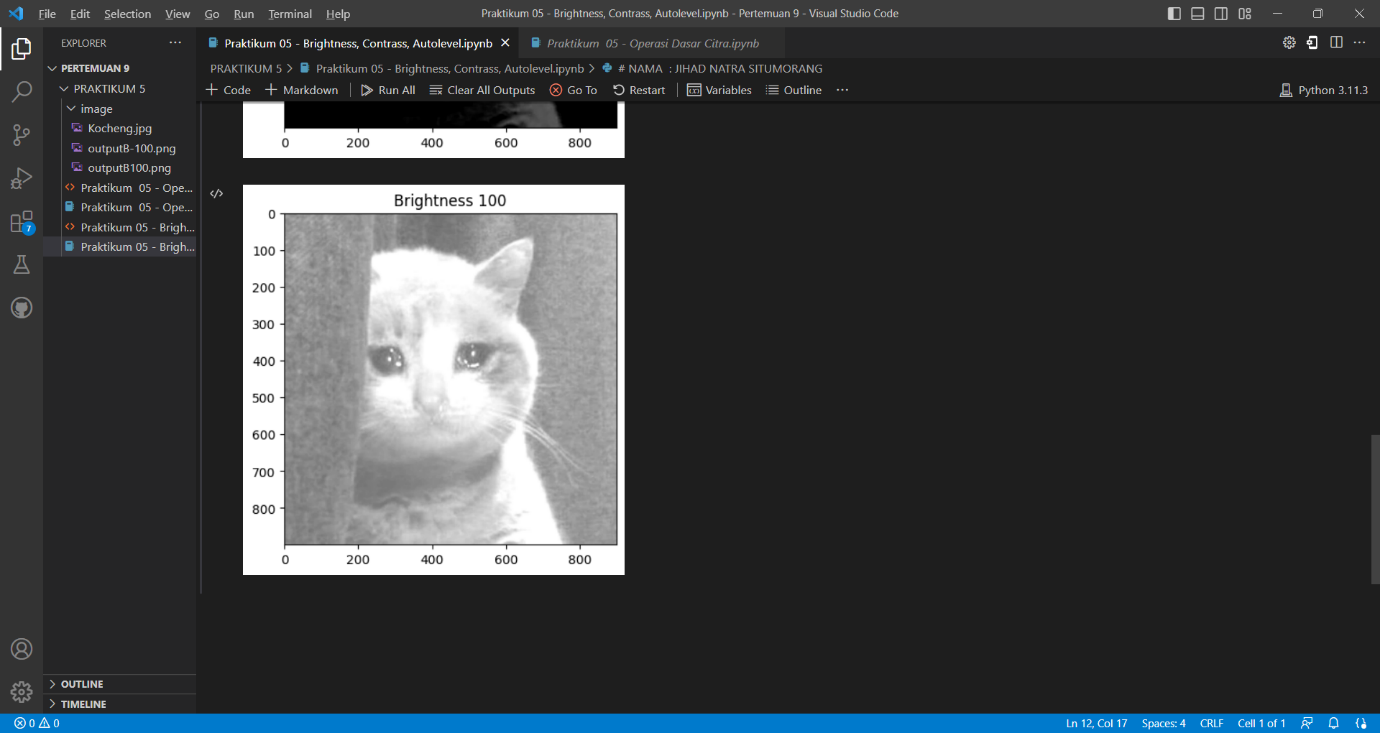 File Edit Selection View Go Run Terminal Help
Praktikum 05 - Brightness, Contrass, Autolevel.ipynb - Pertemuan 9 - Visual Studio Code
EXPLORER
Praktikum 05 - Brightness, Contrass, Autolevel.ipynb
Praktikum  05 - Operasi Dasar Citra.ipynb
PERTEMUAN 9
PRAKTIKUM 5 > Praktikum 05 - Brightness, Contrass, Autolevel.ipynb > # NAMA  : JIHAD NATRA SITUMORANG
PRAKTIKUM 5
+ Code + Markdown Run All Clear All Outputs Go To Restart Variables Outline ... Python 3.11.3
image
Kocheng.jpg
outputB-100.png
outputB100.png
Praktikum  05 - Ope...
Praktikum  05 - Ope...
Praktikum 05 - Brigh...
Praktikum 05 - Brigh...
7
0 200 400 600 800
Brightness 100
0
100
200
300
400
500
600
700
800
0 200 400 600 800
OUTLINE
TIMELINE
0 0
Ln 12, Col 17 Spaces: 4 CRLF Cell 1 of 1